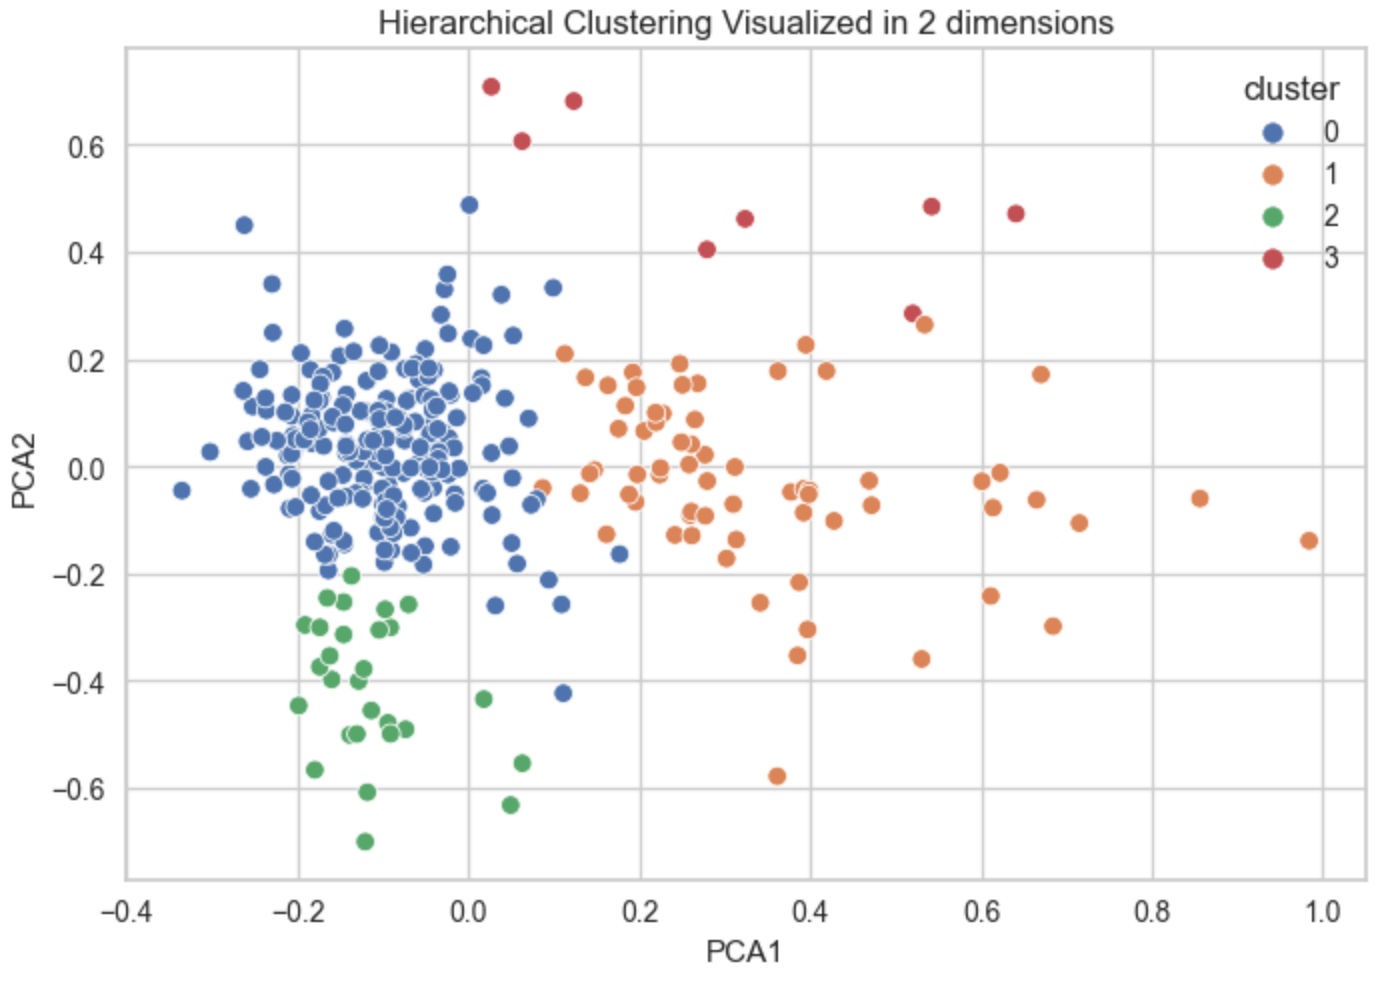 Hierarchical Clustering Visualized in 2 dimensions
cluster
0
1
2
3
PCA2
0.6
0.4
0.2
0.0
−0.2
−0.4
−0.6
−0.4 −0.2 0.0 0.2 0.4 0.6 0.8 1.0
PCA1